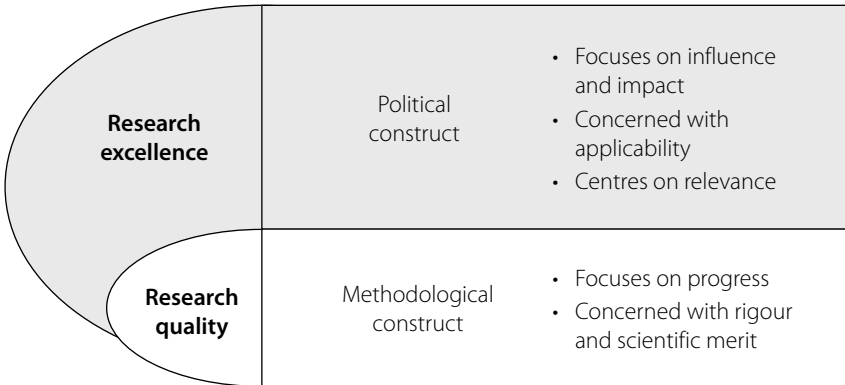 Research
excellence
Political
construct
• Focuses on influence
and impact
• Concerned with
applicability
• Centres on relevance
Research
quality
Methodological
construct
• Focuses on progress
• Concerned with rigour
and scientific merit